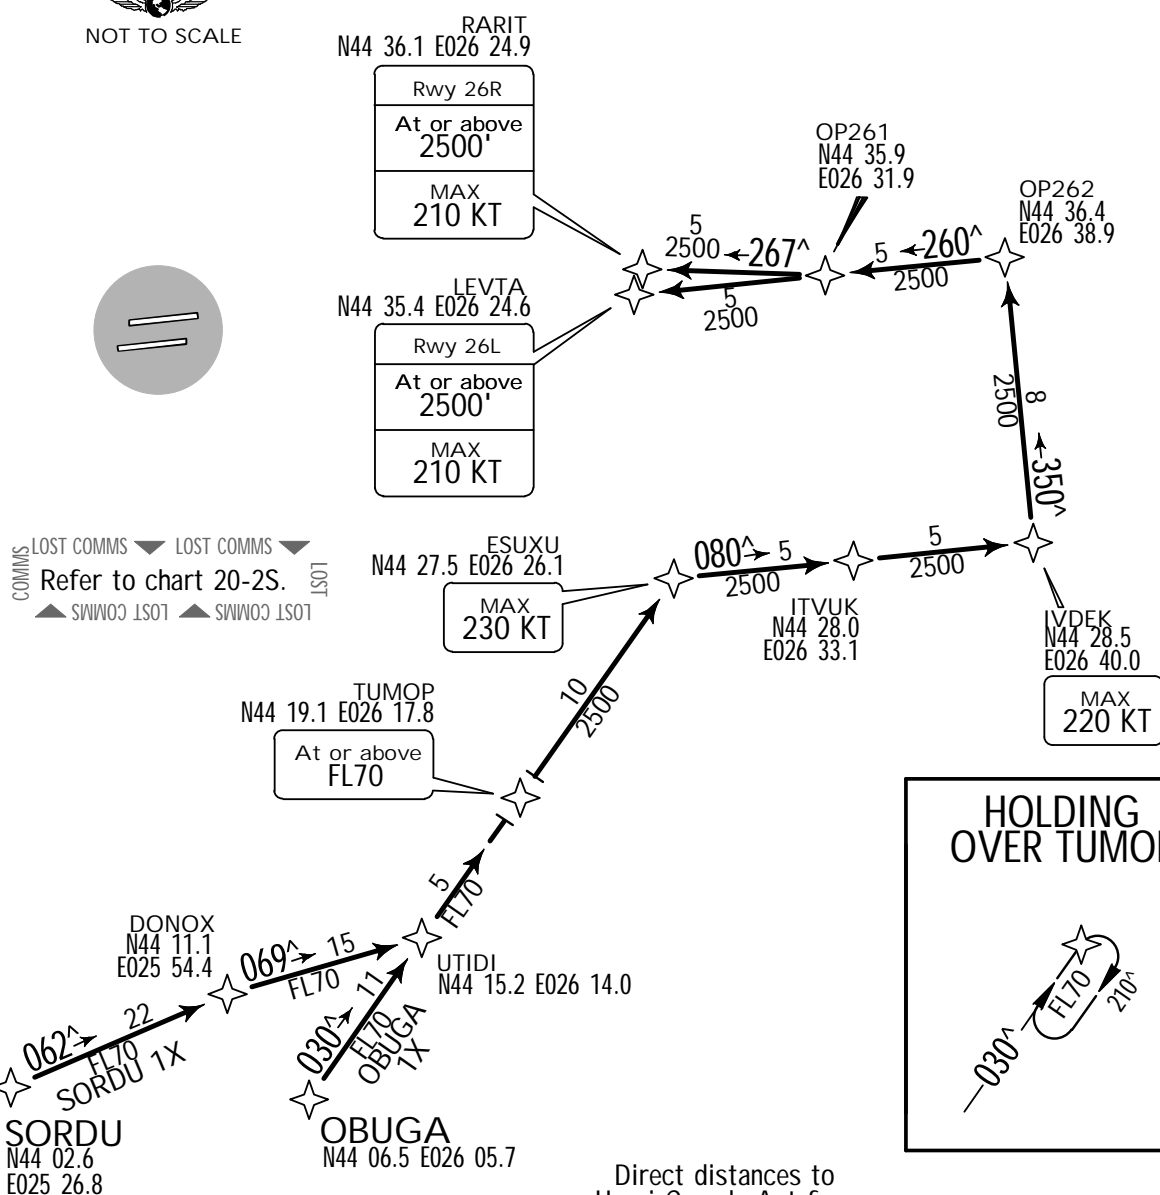 NOT TO SCALE
RARIT
N44 36.1 E026 24.9
Rwy 26R
At or above
2500'
MAX
210 KT
OP261
N44 35.9
E026 31.9
OP262
N44 36.4
E026 38.9
5
2500
267^
5
260^
2500
5
2500
LEVTA
N44 35.4 E026 24.6
Rwy 26L
At or above
2500'
MAX
210 KT
8
2500
350^
LOST COMMS LOST COMMS
LOST
COMMS
Refer to chart 20-2S.
LOST COMMS LOST COMMS
ESUXU
N44 27.5 E026 26.1
MAX
230 KT
080^ 5
2500
5
2500
ITVUK
N44 28.0
E026 33.1
IVDEK
N44 28.5
E026 40.0
MAX
220 KT
10
2500
TUMOP
N44 19.1 E026 17.8
At or above
FL70
HOLDING
OVER TUMO
FL70
210^
030^
5
FL70
DONOX
N44 11.1
E025 54.4
069^ 15
FL70
UTIDI
N44 15.2 E026 14.0
11
030^
FL70
OBUGA
1X
062^ 22
FL70
SORDU 1X
SORDU
N44 02.6
E025 26.8
OBUGA
N44 06.5 E026 05.7
Direct distances to